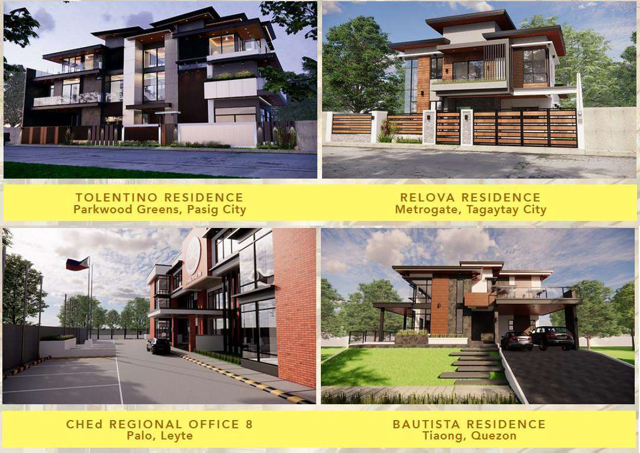 TOLENTINO RESIDENCE
Parkwood Greens, Pasig City
RELOVA RESIDENCE
Metrogate, Tagaytay City
CHEd REGIONAL OFFICE 8
Palo, Leyte
BAUTISTA RESIDENCE
Tiaong, Quezon